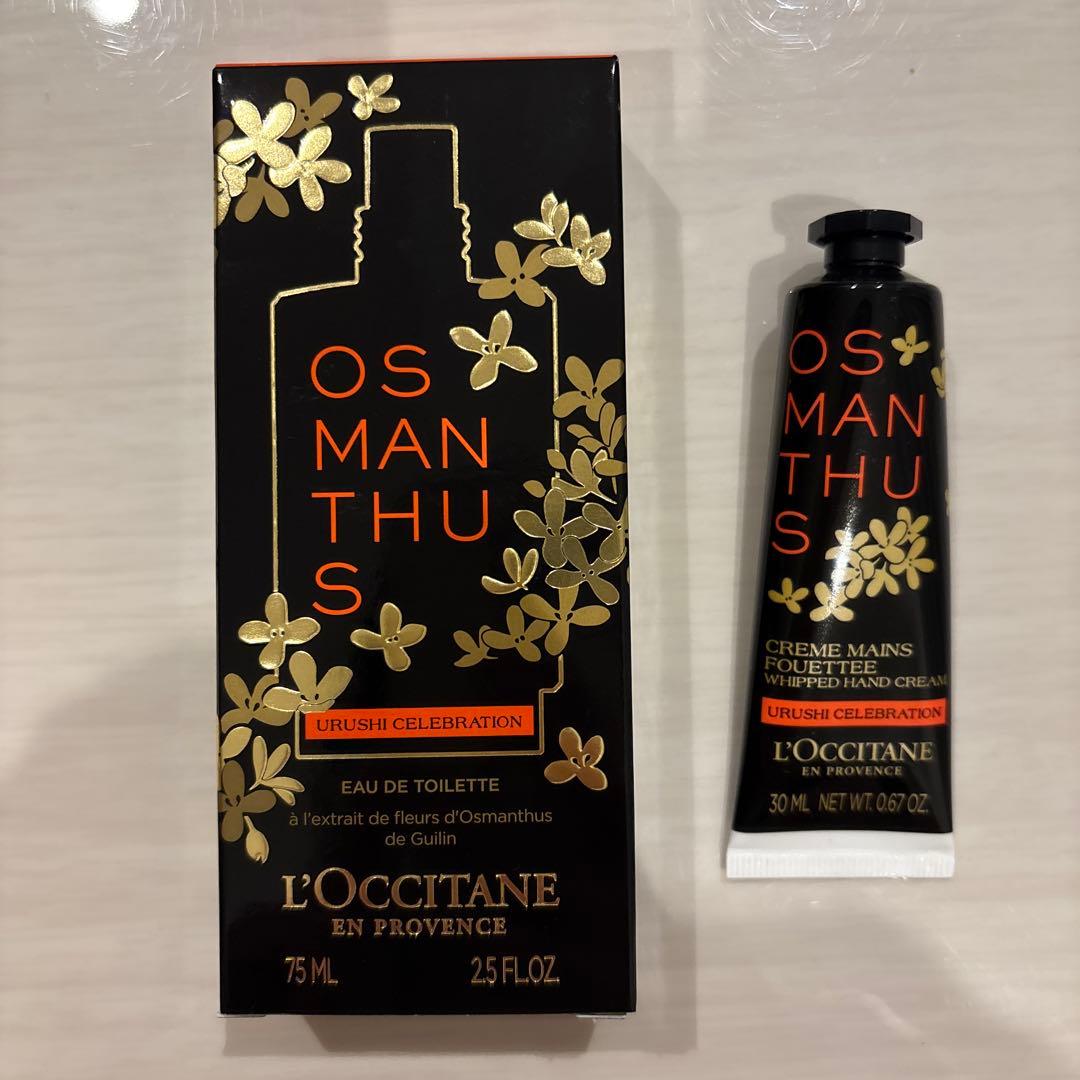 OS
MAN
THU
S
URUSHI CELEBRATION
EAU DE TOILETTE
à l'extrait de fleurs d'Osmanthus
de Guilin
L'OCCITANE
EN PROVENCE
75 ML 2.5 FL.OZ.
OS
MAN
THU
S
CREME MAINS
FOUETTEE
WHIPPED HAND CREAM
URUSHI CELEBRATION
L'OCCITANE
EN PROVENCE
30 ML NET WT. 0.67 OZ.